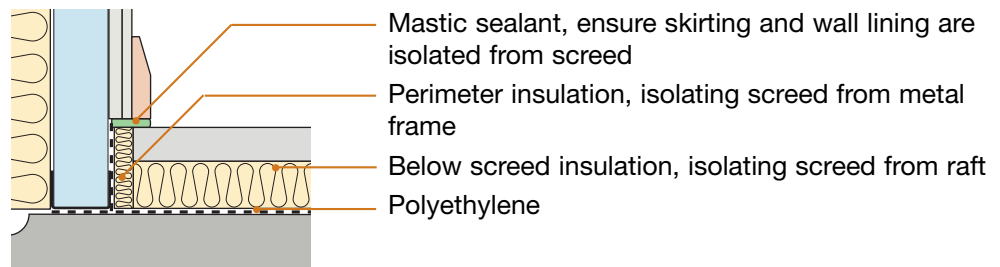 Mastic sealant, ensure skirting and wall lining are
isolated from screed
Perimeter insulation, isolating screed from metal
frame
Below screed insulation, isolating screed from raft
Polyethylene